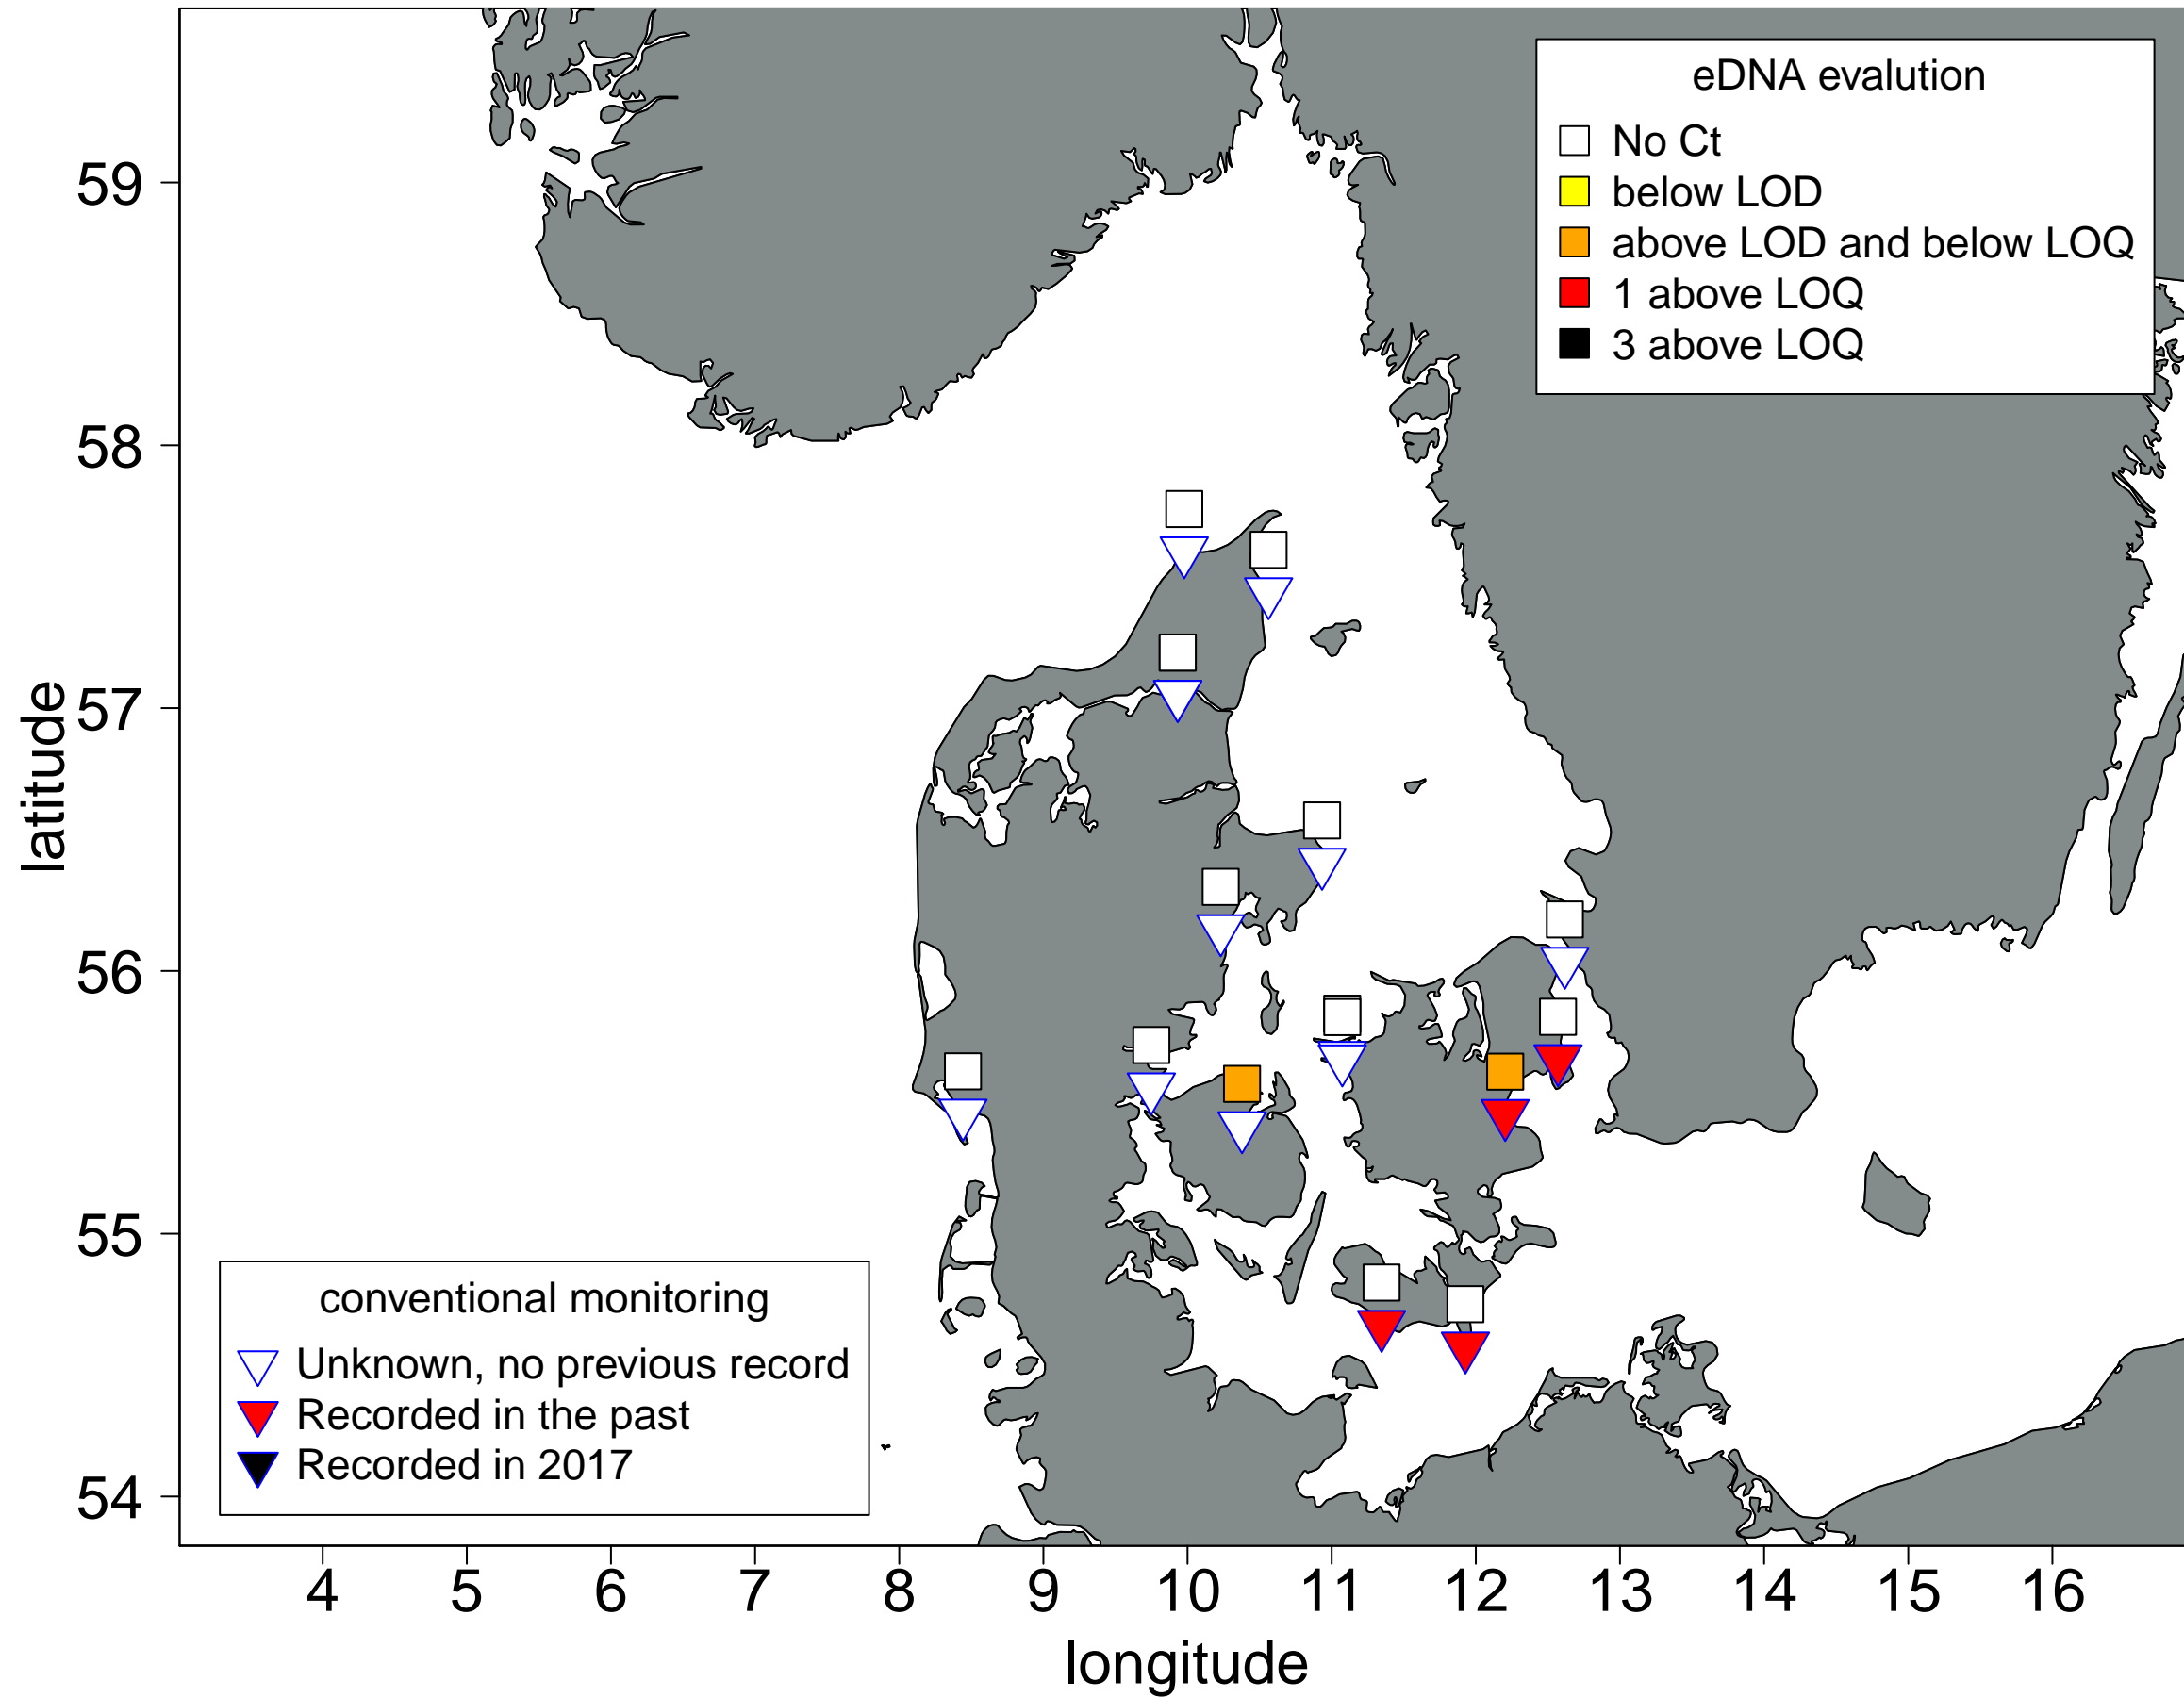 eDNA evalution
No Ct
below LOD
above LOD and below LOQ
1 above LOQ
3 above LOQ
59
58
57
56
55
54
latitude
conventional monitoring
Unknown, no previous record
Recorded in the past
Recorded in 2017
4 5 6 7 8 9 10 11 12 13 14 15 16
longitude